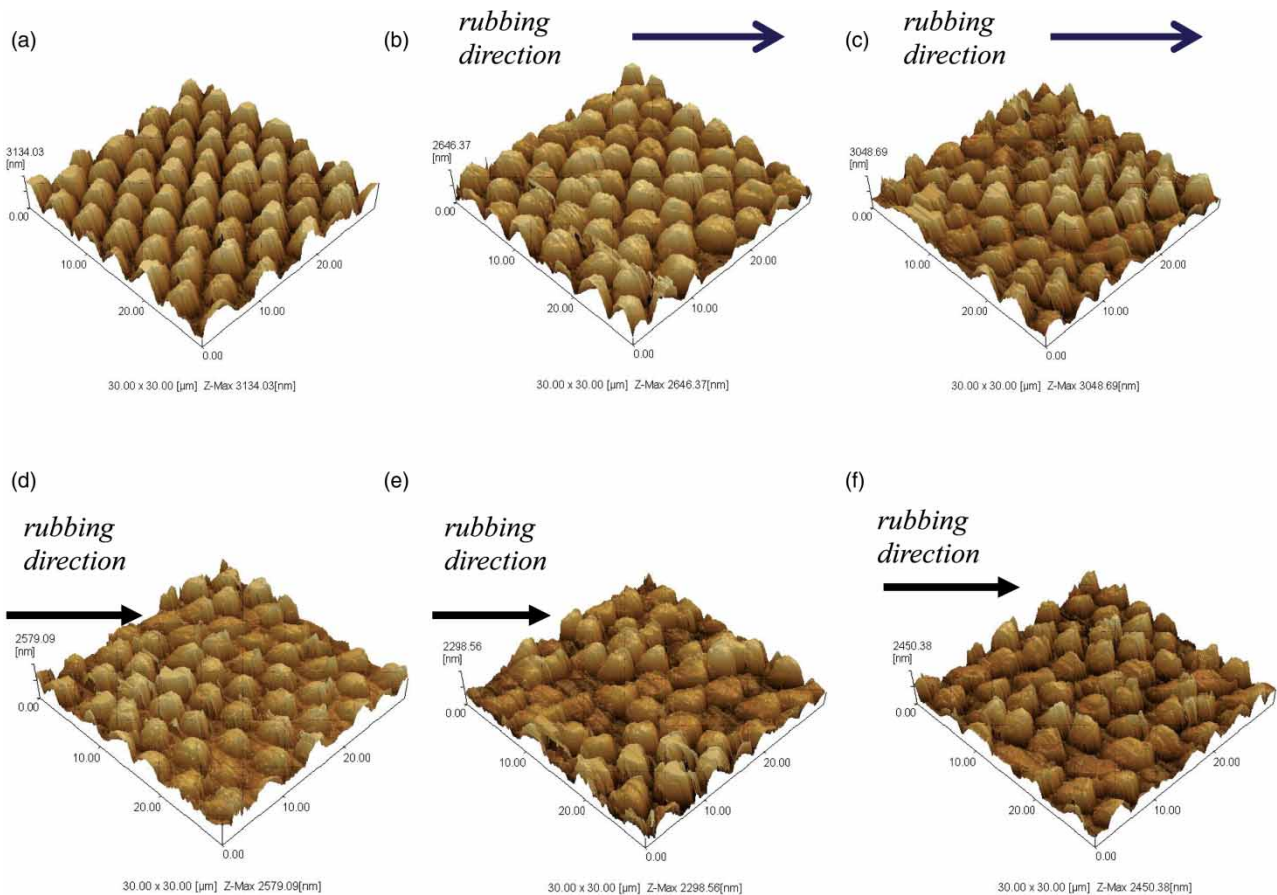 (a)
3134.03
[nm]
0.00
10.00
20.00
0.00
10.00
20.00
30.00 x 30.00 [µm]  Z-Max 3134.03[nm]
(b)
rubbing
direction
2646.37
[nm]
0.00
10.00
20.00
0.00
10.00
20.00
30.00 x 30.00 [µm]  Z-Max 2646.37[nm]
(c)
rubbing
direction
3048.69
[nm]
0.00
10.00
20.00
0.00
10.00
20.00
30.00 x 30.00 [µm]  Z-Max 3048.69[nm]
(d)
rubbing
direction
2579.09
[nm]
0.00
10.00
20.00
0.00
10.00
20.00
30.00 x 30.00 [µm]  Z-Max 2579.09[nm]
(e)
rubbing
direction
2298.56
[nm]
0.00
10.00
20.00
0.00
10.00
20.00
30.00 x 30.00 [µm]  Z-Max 2298.56[nm]
(f)
rubbing
direction
2450.38
[nm]
0.00
10.00
20.00
0.00
10.00
20.00
30.00 x 30.00 [µm]  Z-Max 2450.38[nm]